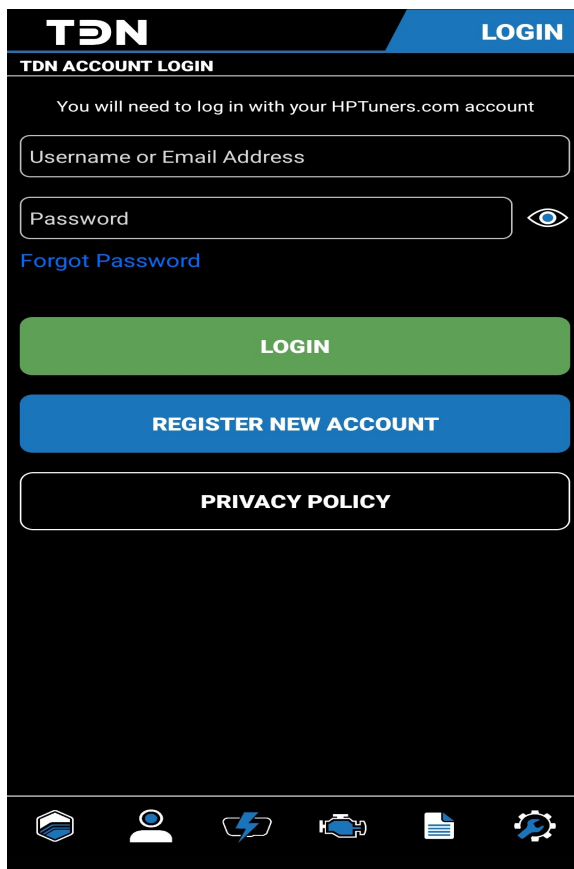 TDN
LOGIN
TDN ACCOUNT LOGIN
You will need to log in with your HPTuners.com account
Username or Email Address
Password
Forgot Password
LOGIN
REGISTER NEW ACCOUNT
PRIVACY POLICY